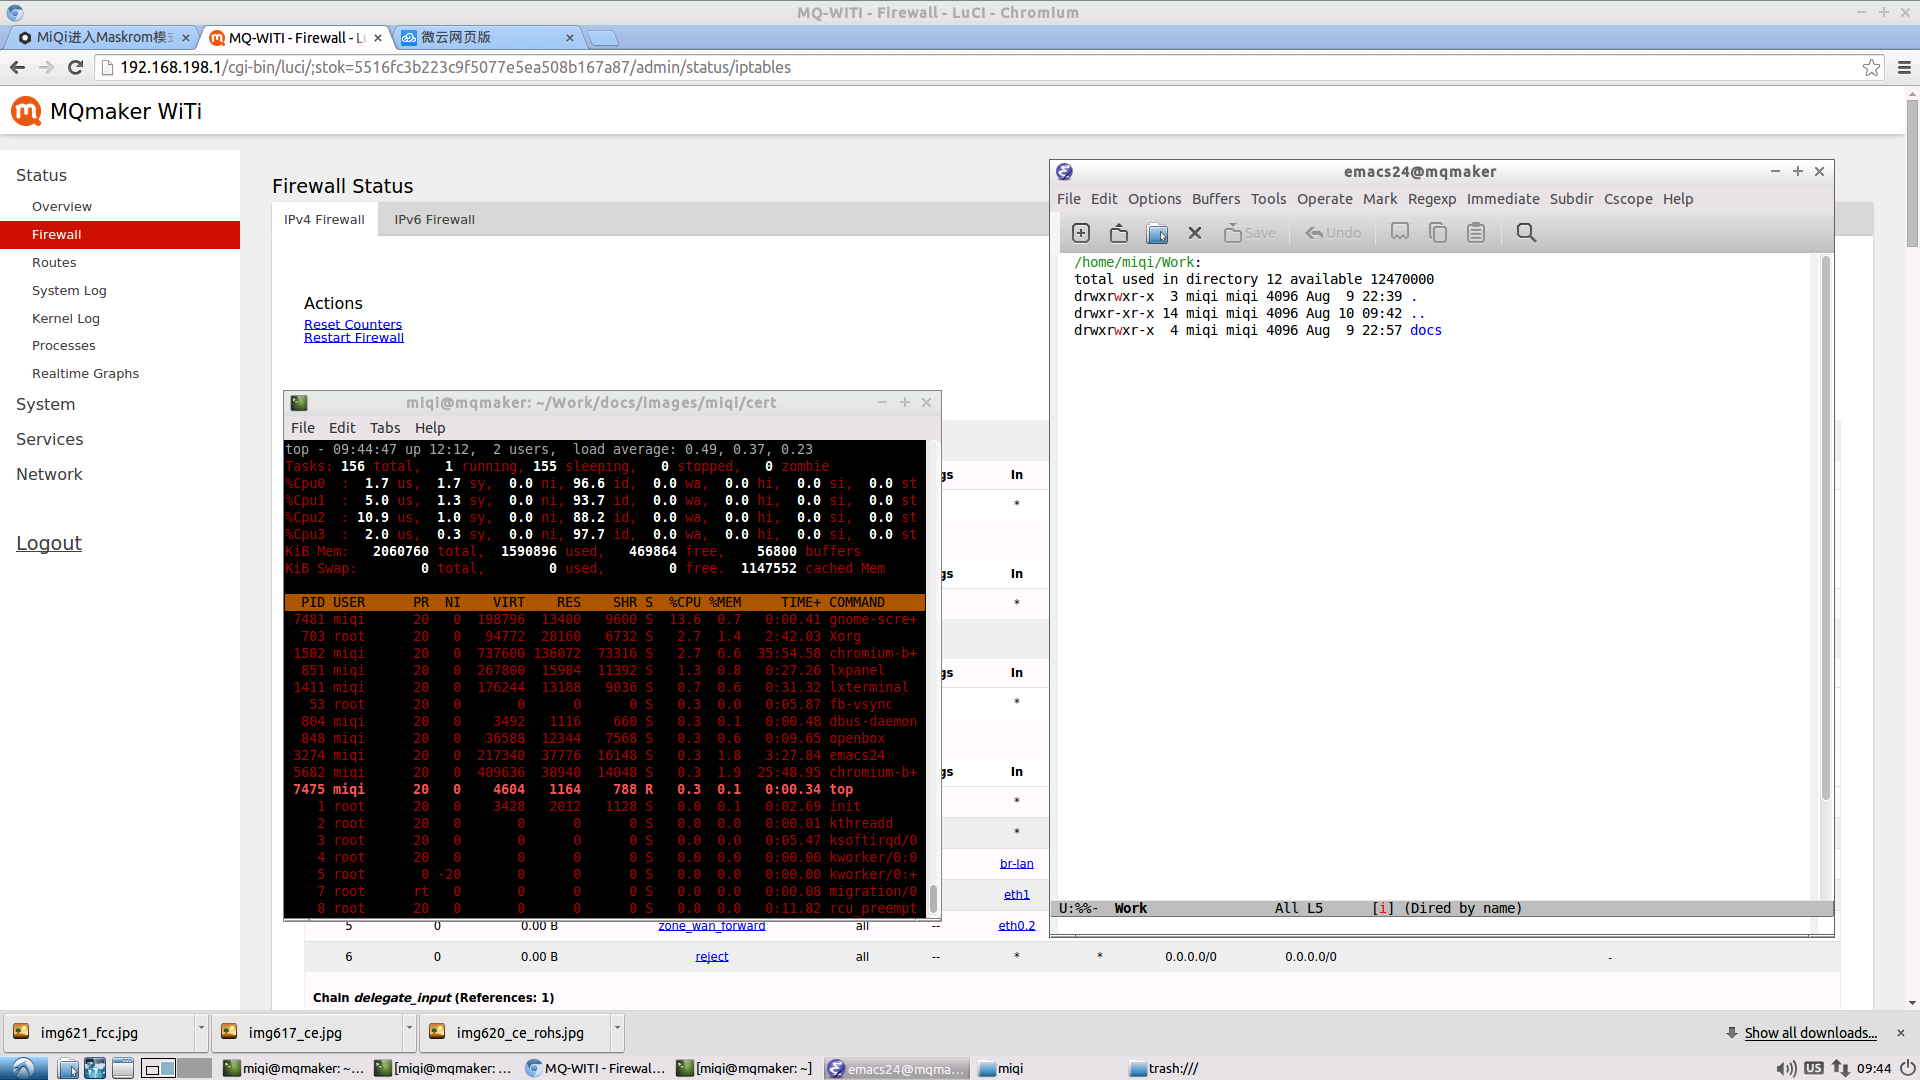 MQ-WITI - Firewall - LuCI - Chromium
MiQi进入Maskrom模
MQ-WITI - Firewall - L
微云网页版
192.168.198.1/cgi-bin/luci/;stok=5516fc3b223c9f5077e5ea508b167a87/admin/status/iptables
MQmaker WiTi
Status
Overview
Firewall
Routes
System Log
Kernel Log
Processes
Realtime Graphs
System
Services
Network
Logout
Firewall Status
IPv4 Firewall IPv6 Firewall
Actions
Reset Counters
Restart Firewall
miqi@mqmaker: ~/Work/docs/images/miqi/cert
File Edit Tabs Help
top - 09:44:47 up 12:12,  2 users,  load average: 0.49, 0.37, 0.23
Tasks: 156 total,   1 running, 155 sleeping,   0 stopped,   0 zombie
%Cpu0  :  1.7 us,  1.7 sy,  0.0 ni, 96.6 id,  0.0 wa,  0.0 hi,  0.0 si,  0.0 st
%Cpu1  :  5.0 us,  1.3 sy,  0.0 ni, 93.7 id,  0.0 wa,  0.0 hi,  0.0 si,  0.0 st
%Cpu2  : 10.9 us,  1.0 sy,  0.0 ni, 88.2 id,  0.0 wa,  0.0 hi,  0.0 si,  0.0 st
%Cpu3  :  2.0 us,  0.3 sy,  0.0 ni, 97.7 id,  0.0 wa,  0.0 hi,  0.0 si,  0.0 st
KiB Mem:   2060760 total,  1590896 used,   469864 free,    56800 buffers
KiB Swap:        0 total,        0 used,        0 free.  1147552 cached Mem
PID USER      PR  NI    VIRT    RES    SHR S  %CPU %MEM     TIME+ COMMAND
7481 miqi      20   0  198796  13400   9600 S  13.6  0.7   0:00.41 gnome-scre+
703 root      20   0   94772  28160   6732 S   2.7  1.4   2:42.03 Xorg
1502 miqi      20   0  737600 136072  73316 S   2.7  6.6  35:54.58 chromium-b+
851 miqi      20   0  267800  15984  11392 S   1.3  0.8   0:27.26 lxpanel
1411 miqi      20   0  176244  13188   9036 S   0.7  0.6   0:31.32 lxterminal
53 root      20   0       0      0      0 S   0.3  0.0   0:05.87 fb-vsync
804 miqi      20   0    3492   1116    660 S   0.3  0.1   0:00.48 dbus-daemon
848 miqi      20   0   36588  12344   7568 S   0.3  0.6   0:09.65 openbox
3274 miqi      20   0  217340  37776  16148 S   0.3  1.8   3:27.84 emacs24
5682 miqi      20   0  409636  38940  14048 S   0.3  1.9  25:48.95 chromium-b+
7475 miqi      20   0    4604   1164    788 R   0.3  0.1   0:00.34 top
1 root      20   0    3428   2012   1128 S   0.0  0.1   0:02.69 init
2 root      20   0       0      0      0 S   0.0  0.0   0:00.01 kthreadd
3 root      20   0       0      0      0 S   0.0  0.0   0:05.47 ksoftirqd/0
4 root      20   0       0      0      0 S   0.0  0.0   0:00.00 kworker/0:0
5 root       0 -20       0      0      0 S   0.0  0.0   0:00.00 kworker/0:+
7 root      rt   0       0      0      0 S   0.0  0.0   0:00.08 migration/0
8 root      20   0       0      0      0 S   0.0  0.0   0:11.82 rcu_preempt
gs In
*
gs In
*
gs In
*
gs In
*
*
br-lan
eth1
5 0 0.00 B zone_wan_forward all -- eth0.2
6 0 0.00 B reject all -- * * 0.0.0.0/0 0.0.0.0/0 -
Chain delegate_input (References: 1)
emacs24@mqmaker
File Edit Options Buffers Tools Operate Mark Regexp Immediate Subdir Cscope Help
Save Undo
/home/miqi/Work:
total used in directory 12 available 12470000
drwxrwxr-x  3 miqi miqi 4096 Aug  9 22:39 .
drwxr-xr-x 14 miqi miqi 4096 Aug 10 09:42 ..
drwxrwxr-x  4 miqi miqi 4096 Aug  9 22:57 docs
U:%%-  Work                All L5      [i] (Dired by name)
img621_fcc.jpg img617_ce.jpg img620_ce_rohs.jpg Show all downloads...
miqi@mqmaker: ~... [miqi@mqmaker: ... MQ-WITI - Firewal... [miqi@mqmaker: ~] emacs24@mqma... miqi trash:/// US 09:44